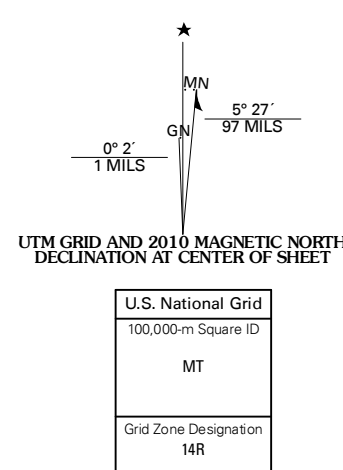 MN
GN
5° 27´
97 MILS
0° 2´
1 MILS
UTM GRID AND 2010 MAGNETIC NORTH
DECLINATION AT CENTER OF SHEET
U.S. National Grid
100,000-m Square ID
MT
Grid Zone Designation
14R